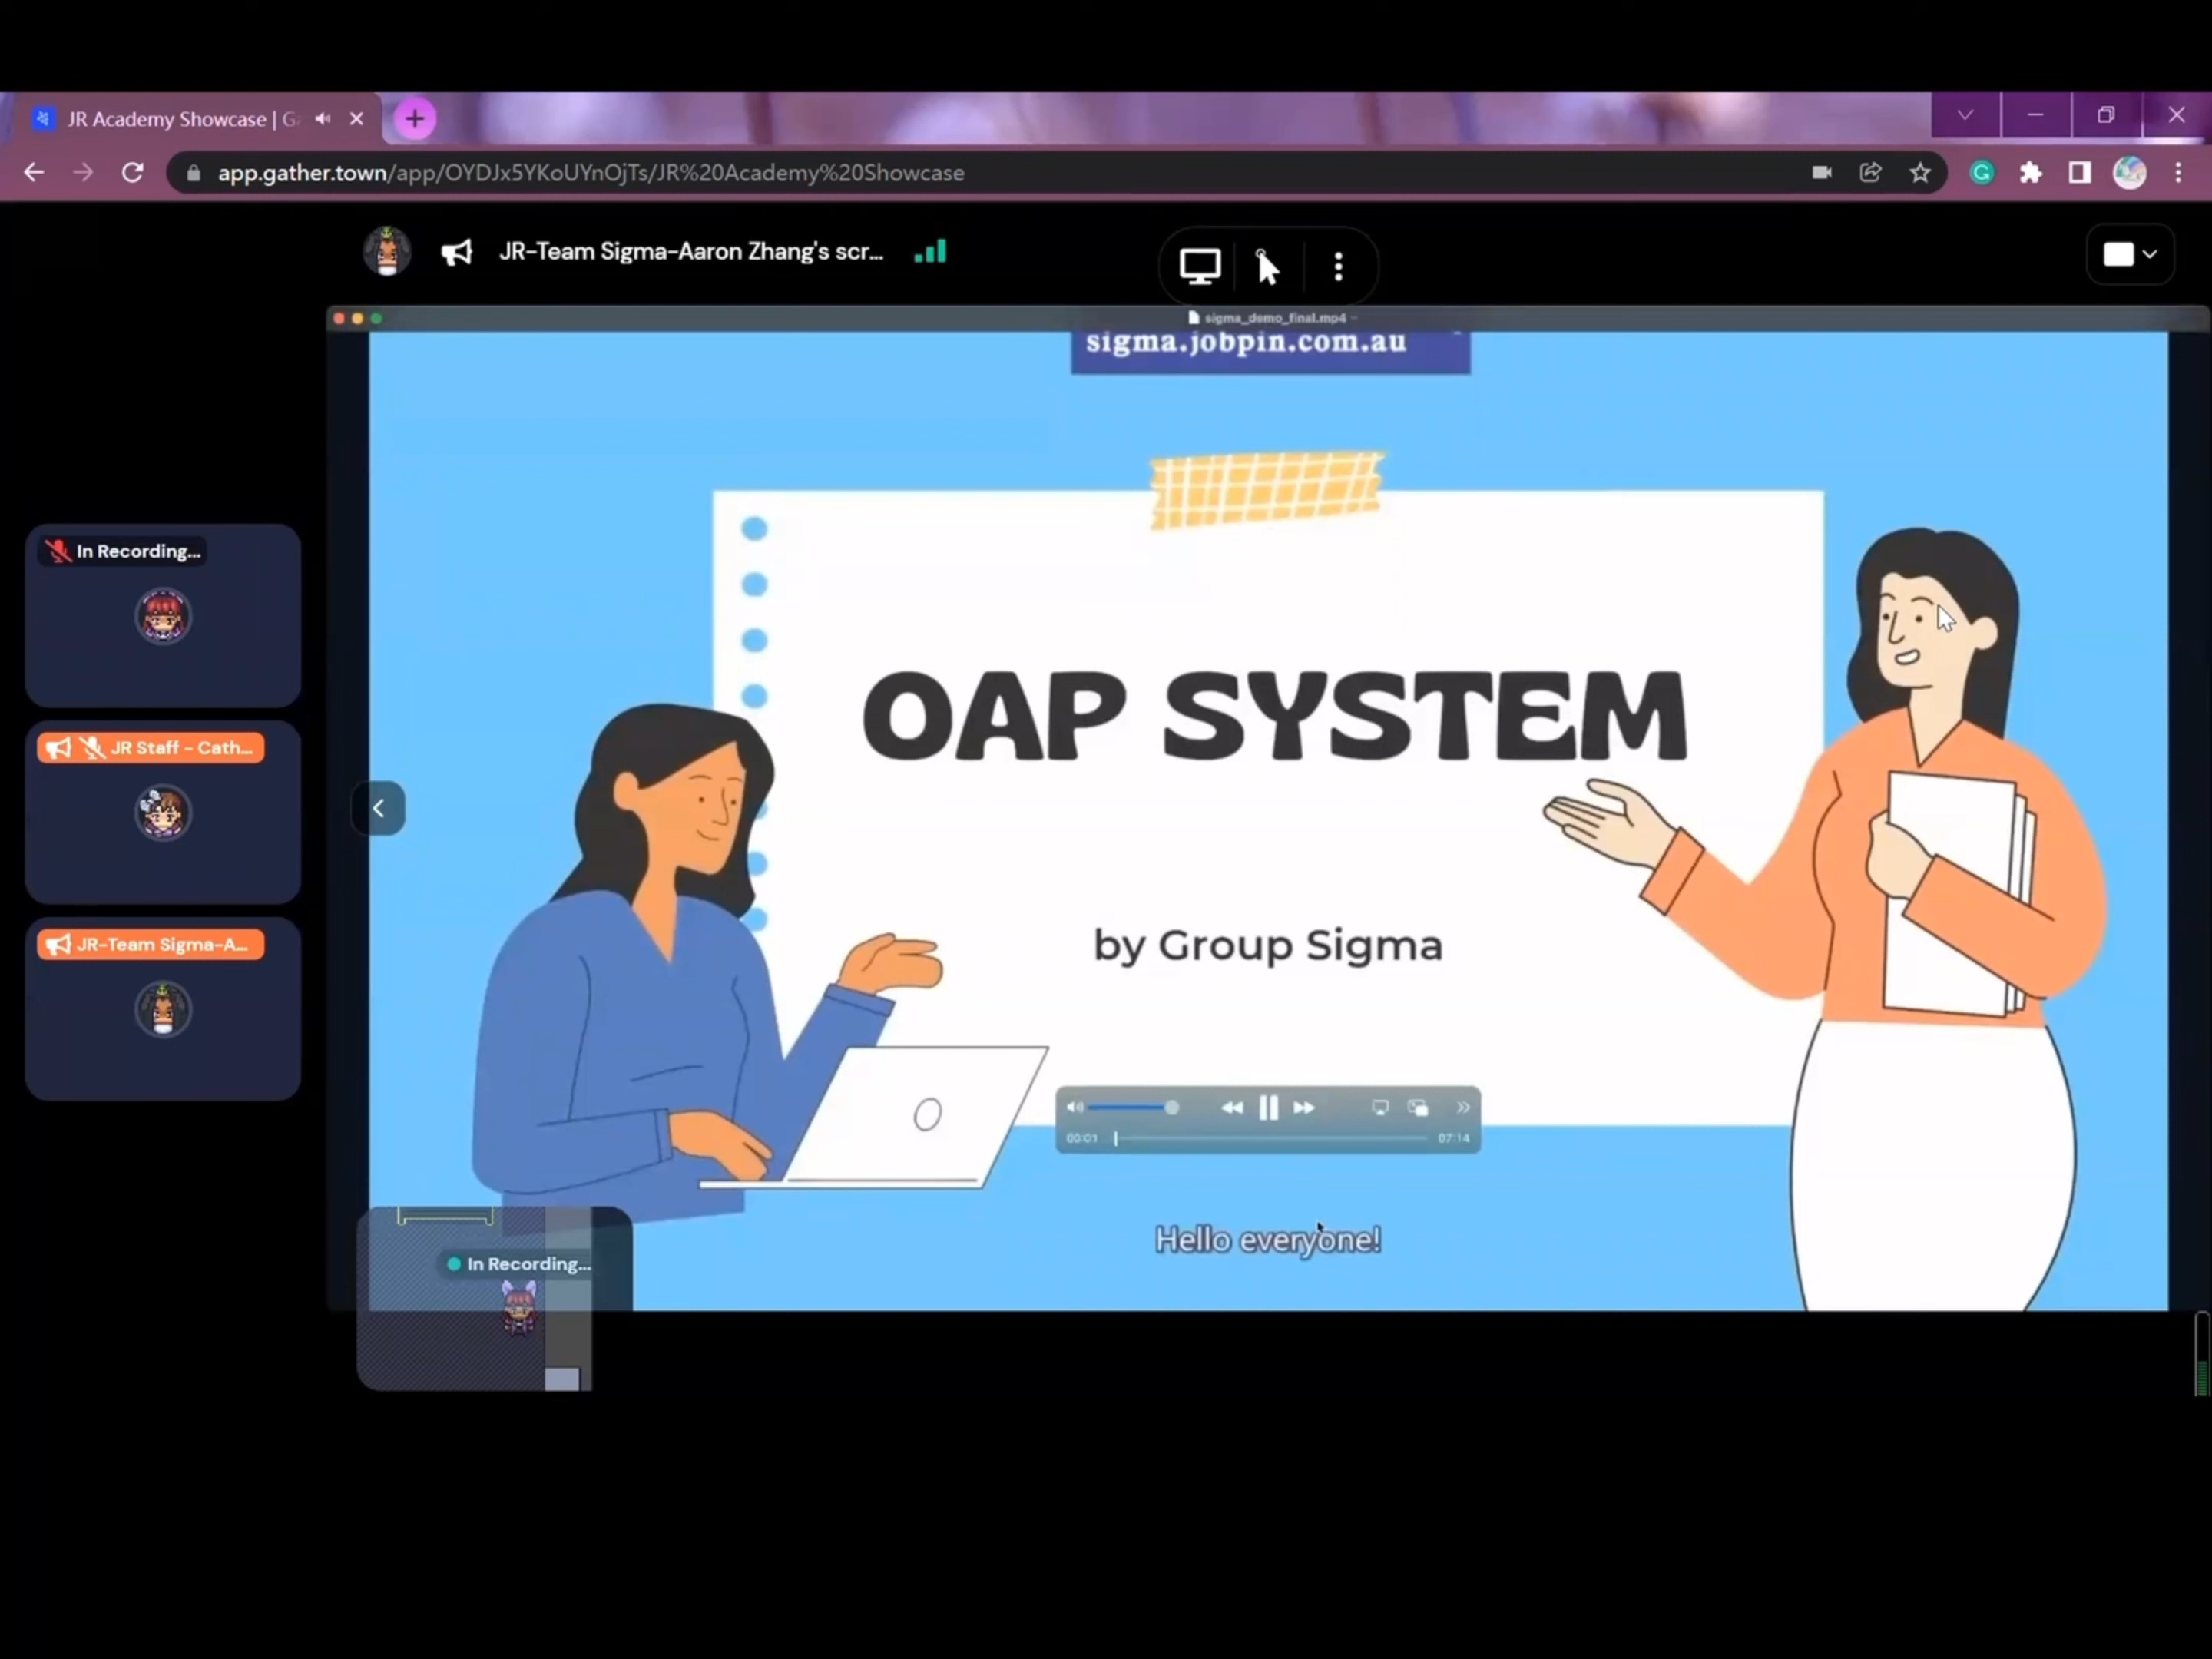 JR Academy Showcase | Ga
app.gather.town/app/OYDJx5YKoUYnOjTs/JR%20Academy%20Showcase
JR-Team Sigma-Aaron Zhang's scr...
sigma_demo_final.mp4
sigma.jobpin.com.au
In Recording...
OAP SYSTEM
JR Staff - Cath...
JR-Team Sigma-A...
by Group Sigma
00:01
07:14
Hello everyone!
In Recording...